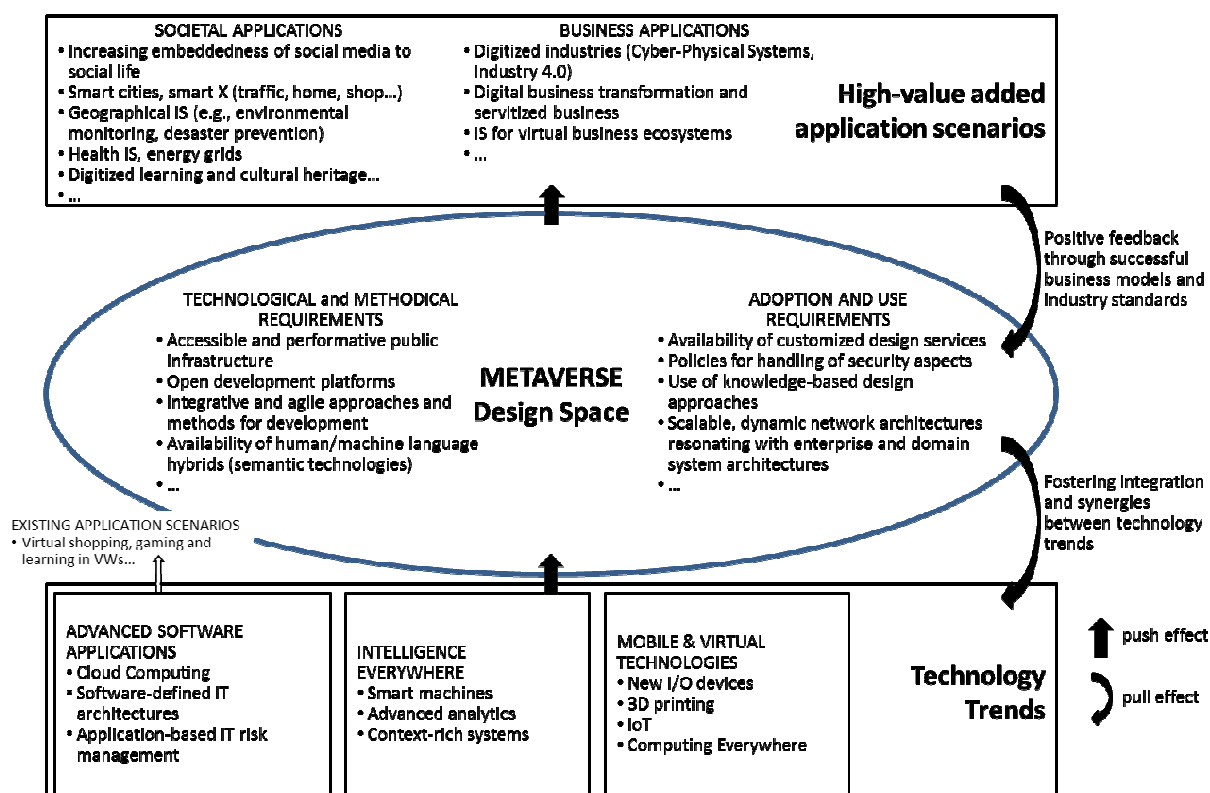 SOCIETAL APPLICATIONS
• Increasing embeddedness of social media to
social life
• Smart cities, smart X (traffic, home, shop...)
• Geographical IS (e.g., environmental
monitoring, desaster prevention)
• Health IS, energy grids
• Digitized learning and cultural heritage...
• ...
BUSINESS APPLICATIONS
• Digitized industries (Cyber-Physical Systems,
Industry 4.0)
• Digital business transformation and
servitized business
• IS for virtual business ecosystems
• ...
High-value added
application scenarios
Positive feedback
through successful
business models and
industry standards
TECHNOLOGICAL and METHODICAL
REQUIREMENTS
• Accessible and performative public
infrastructure
• Open development platforms
• Integrative and agile approaches and
methods for development
• Availability of human/machine language
hybrids (semantic technologies)
• ...
METAVERSE
Design Space
ADOPTION AND USE
REQUIREMENTS
• Availability of customized design services
• Policies for handling of security aspects
• Use of knowledge-based design
approaches
• Scalable, dynamic network architectures
resonating with enterprise and domain
system architectures
• ...
Fostering integration
and synergies
between technology
trends
EXISTING APPLICATION SCENARIOS
• Virtual shopping, gaming and
learning in VWs...
ADVANCED SOFTWARE
APPLICATIONS
• Cloud Computing
• Software-defined IT
architectures
• Application-based IT risk
management
INTELLIGENCE
EVERYWHERE
• Smart machines
• Advanced analytics
• Context-rich systems
MOBILE & VIRTUAL
TECHNOLOGIES
• New I/O devices
• 3D printing
• IoT
• Computing Everywhere
Technology
Trends
push effect
pull effect